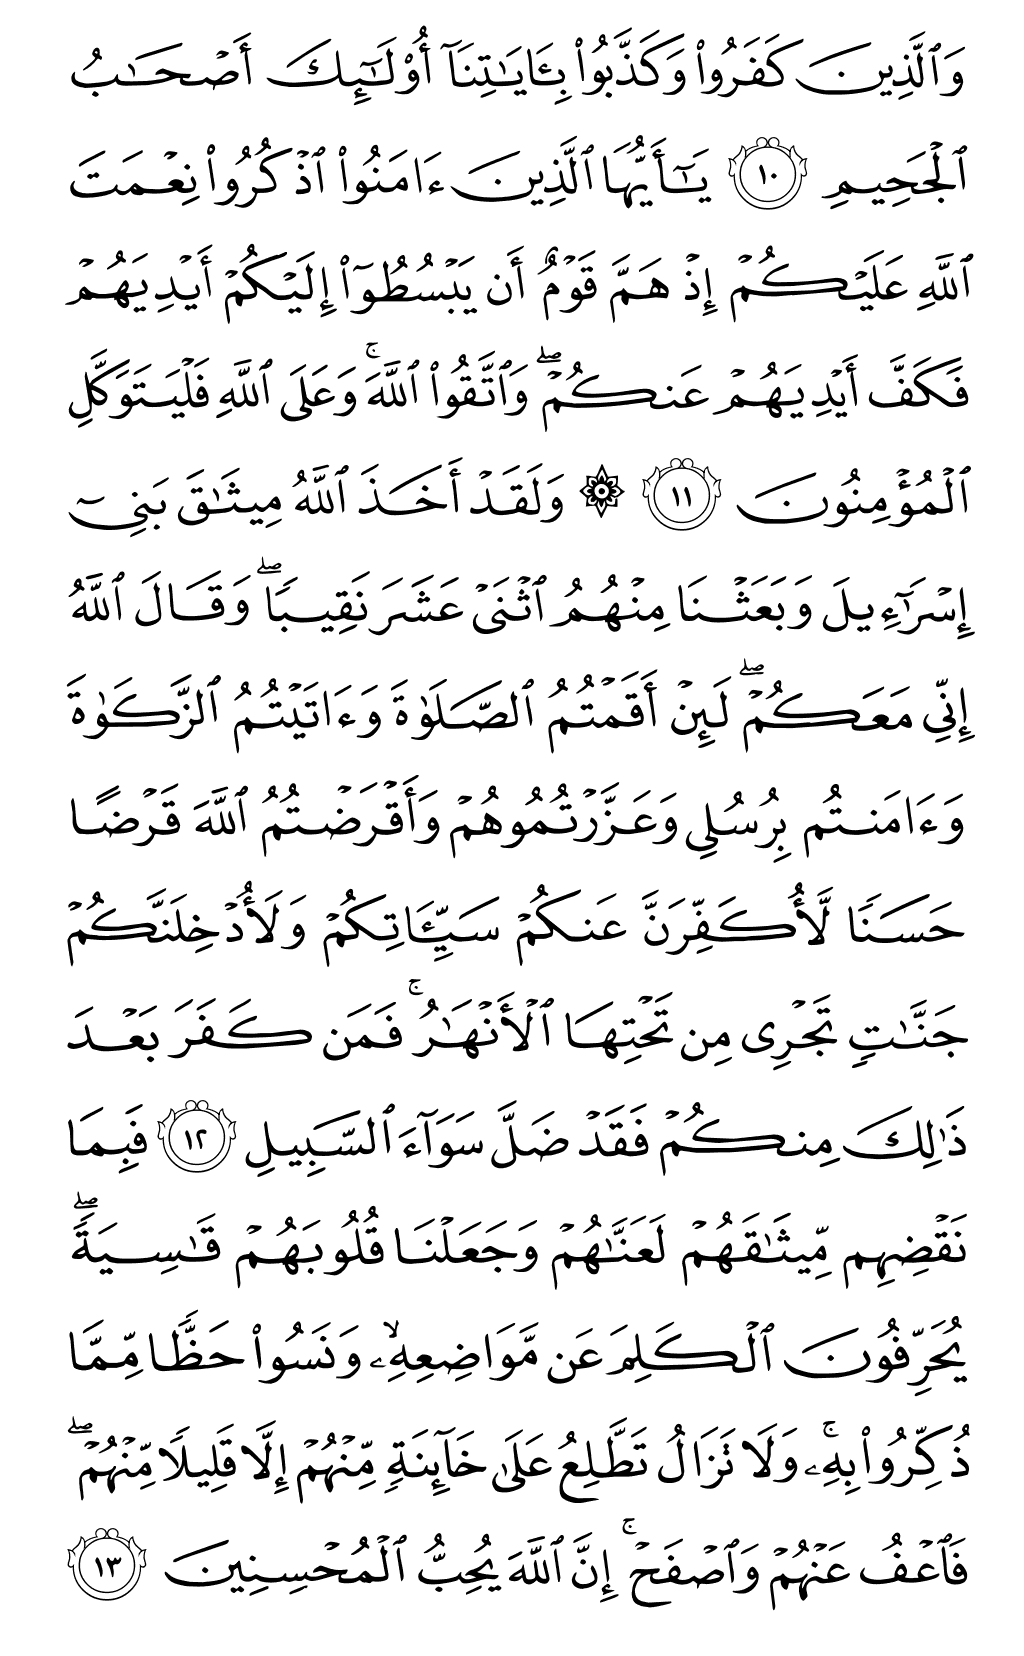 وَٱلَّذِينَ كَفَرُوا۟ وَكَذَّبُوا۟ بِـَٔايَـٰتِنَآ أُو۟لَـٰٓئِكَ أَصْحَـٰبُ
ٱلْجَحِيمِ ١٠ يَـٰٓأَيُّهَا ٱلَّذِينَ ءَامَنُوا۟ ٱذْكُرُوا۟ نِعْمَتَ
ٱللَّهِ عَلَيْكُمْ إِذْ هَمَّ قَوْمٌ أَن يَبْسُطُوٓا۟ إِلَيْكُمْ أَيْدِيَهُمْ
فَكَفَّ أَيْدِيَهُمْ عَنكُمْ ۖ وَٱتَّقُوا۟ ٱللَّهَ ۚ وَعَلَى ٱللَّهِ فَلْيَتَوَكَّلِ
ٱلْمُؤْمِنُونَ ١١ ۞ وَلَقَدْ أَخَذَ ٱللَّهُ مِيثَـٰقَ بَنِىٓ
إِسْرَٰٓءِيلَ وَبَعَثْنَا مِنْهُمُ ٱثْنَىْ عَشَرَ نَقِيبًا ۖ وَقَالَ ٱللَّهُ
إِنِّى مَعَكُمْ ۖ لَئِنْ أَقَمْتُمُ ٱلصَّلَوٰةَ وَءَاتَيْتُمُ ٱلزَّكَوٰةَ
وَءَامَنتُم بِرُسُلِى وَعَزَّرْتُمُوهُمْ وَأَقْرَضْتُمُ ٱللَّهَ قَرْضًا
حَسَنًا لَّأُكَفِّرَنَّ عَنكُمْ سَيِّـَٔاتِكُمْ وَلَأُدْخِلَنَّكُمْ
جَنَّـٰتٍ تَجْرِى مِن تَحْتِهَا ٱلْأَنْهَـٰرُ ۚ فَمَن كَفَرَ بَعْدَ
ذَٰلِكَ مِنكُمْ فَقَدْ ضَلَّ سَوَآءَ ٱلسَّبِيلِ ١٢ فَبِمَا
نَقْضِهِم مِّيثَـٰقَهُمْ لَعَنَّـٰهُمْ وَجَعَلْنَا قُلُوبَهُمْ قَـٰسِيَةً ۖ
يُحَرِّفُونَ ٱلْكَلِمَ عَن مَّوَاضِعِهِۦ ۙ وَنَسُوا۟ حَظًّا مِّمَّا
ذُكِّرُوا۟ بِهِۦ ۚ وَلَا تَزَالُ تَطَّلِعُ عَلَىٰ خَآئِنَةٍ مِّنْهُمْ إِلَّا قَلِيلًا مِّنْهُمْ ۖ
فَٱعْفُ عَنْهُمْ وَٱصْفَحْ ۚ إِنَّ ٱللَّهَ يُحِبُّ ٱلْمُحْسِنِينَ ١٣